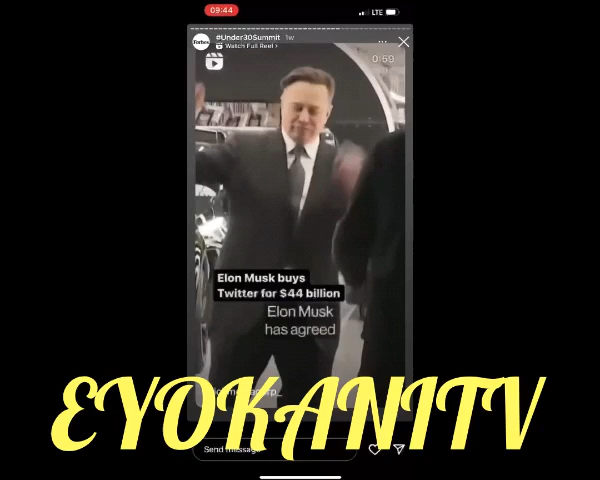 09:44
LTE
Forbes
#Under30Summit 1w
Watch Full Reel >
0:59
Elon Musk buys
Twitter for $44 billion
Elon Musk
has agreed
EYOKANITV
Send message